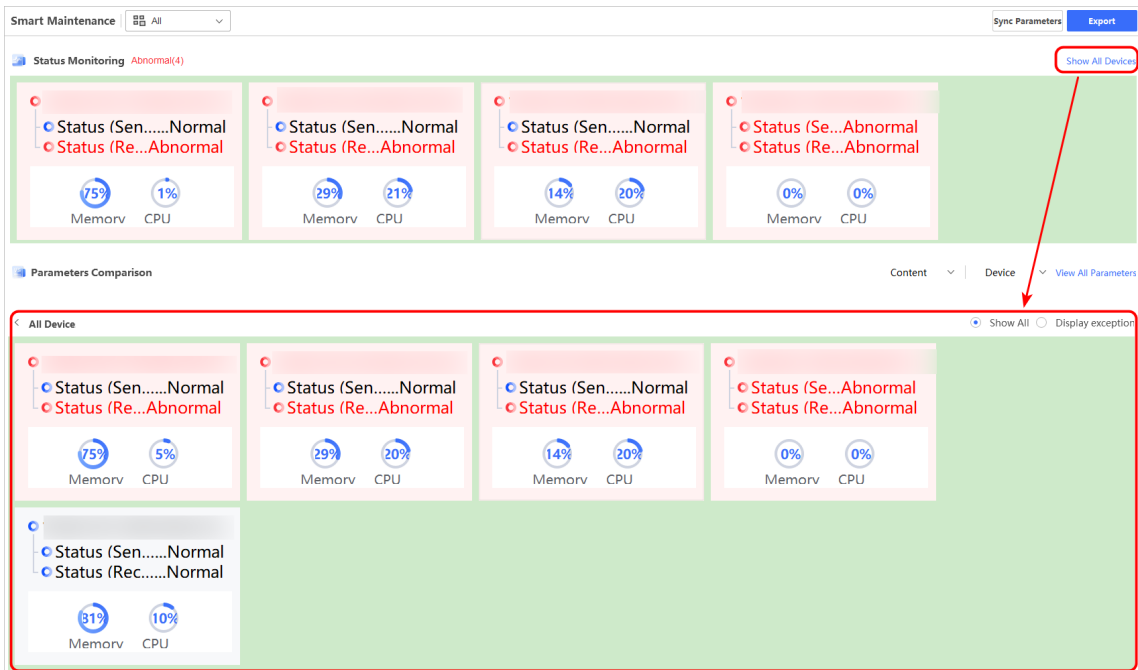 Smart Maintenance All Sync Parameters Export
Status Monitoring Abnormal(4) Show All Devices
Status (Sen......Normal Status (Sen......Normal Status (Sen......Normal Status (Se...Abnormal
Status (Re...Abnormal Status (Re...Abnormal Status (Re...Abnormal Status (Re...Abnormal
75% 1% 29% 21% 14% 20% 0% 0%
Memory CPU Memory CPU Memory CPU Memory CPU
Parameters Comparison Content Device View All Parameters
All Device Show All Display exception
Status (Sen......Normal Status (Sen......Normal Status (Sen......Normal Status (Se...Abnormal
Status (Re...Abnormal Status (Re...Abnormal Status (Re...Abnormal Status (Re...Abnormal
75% 5% 29% 20% 14% 20% 0% 0%
Memory CPU Memory CPU Memory CPU Memory CPU
Status (Sen......Normal
Status (Rec......Normal
10%
Memory CPU